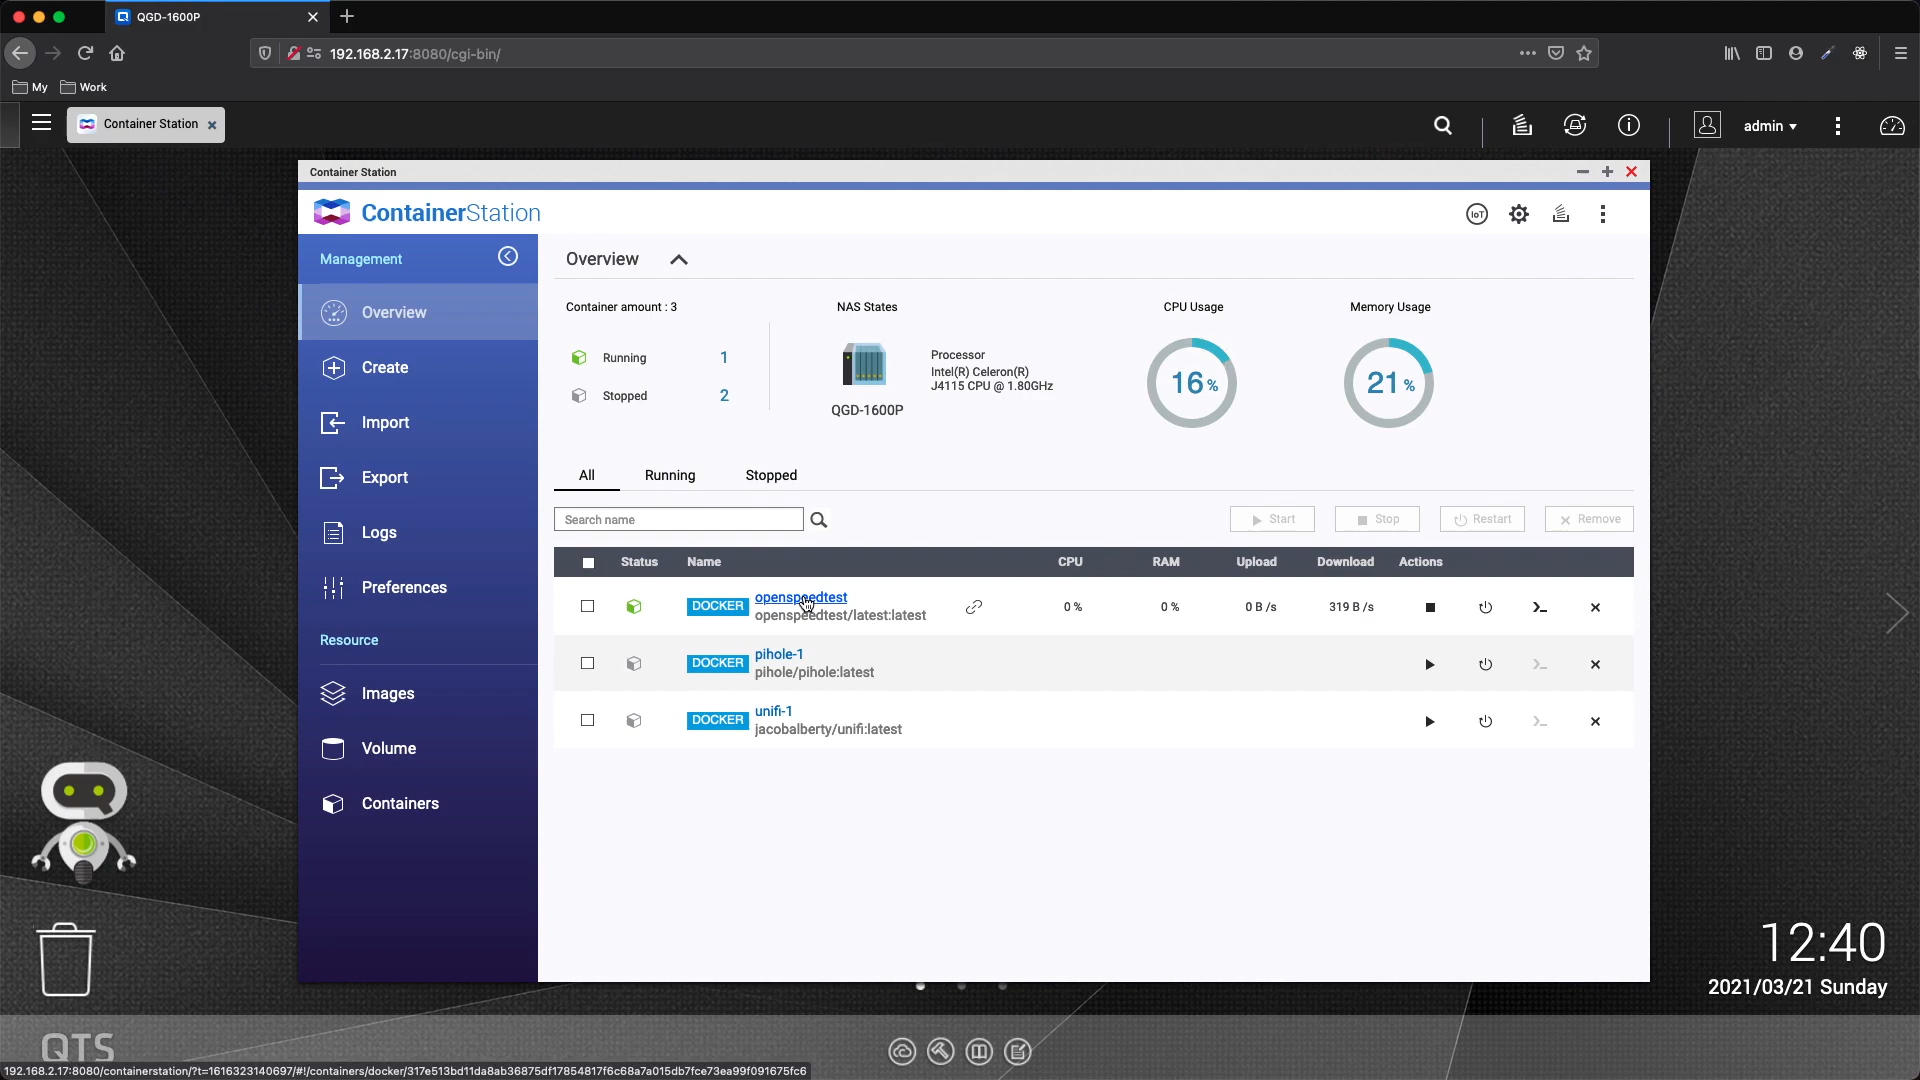 QGD-1600P
192.168.2.17:8080/cgi-bin/
My
Work
Container Station
admin
Container Station
ContainerStation
IoT
Management
Overview
Create
Import
Export
Logs
Preferences
Resource
Images
Volume
Containers
Overview
Container amount : 3
NAS States
CPU Usage
Memory Usage
Running 1
Stopped 2
QGD-1600P
Processor
Intel(R) Celeron(R)
J4115 CPU @ 1.80GHz
16 %
21 %
All
Running
Stopped
Search name
Start
Stop
Restart
Remove
Status Name CPU RAM Upload Download Actions
DOCKER openspeedtest
openspeedtest/latest:latest
0 % 0 % 0 B /s 319 B /s
DOCKER pihole-1
pihole/pihole:latest
DOCKER unifi-1
jacobalberty/unifi:latest
12:40
2021/03/21 Sunday
QTS
192.168.2.17:8080/containerstation/?t=1616323140697/#!/containers/docker/317e513bd11da8ab36875df17854817f6c68a7a015db7fce73ea99f091675fc6